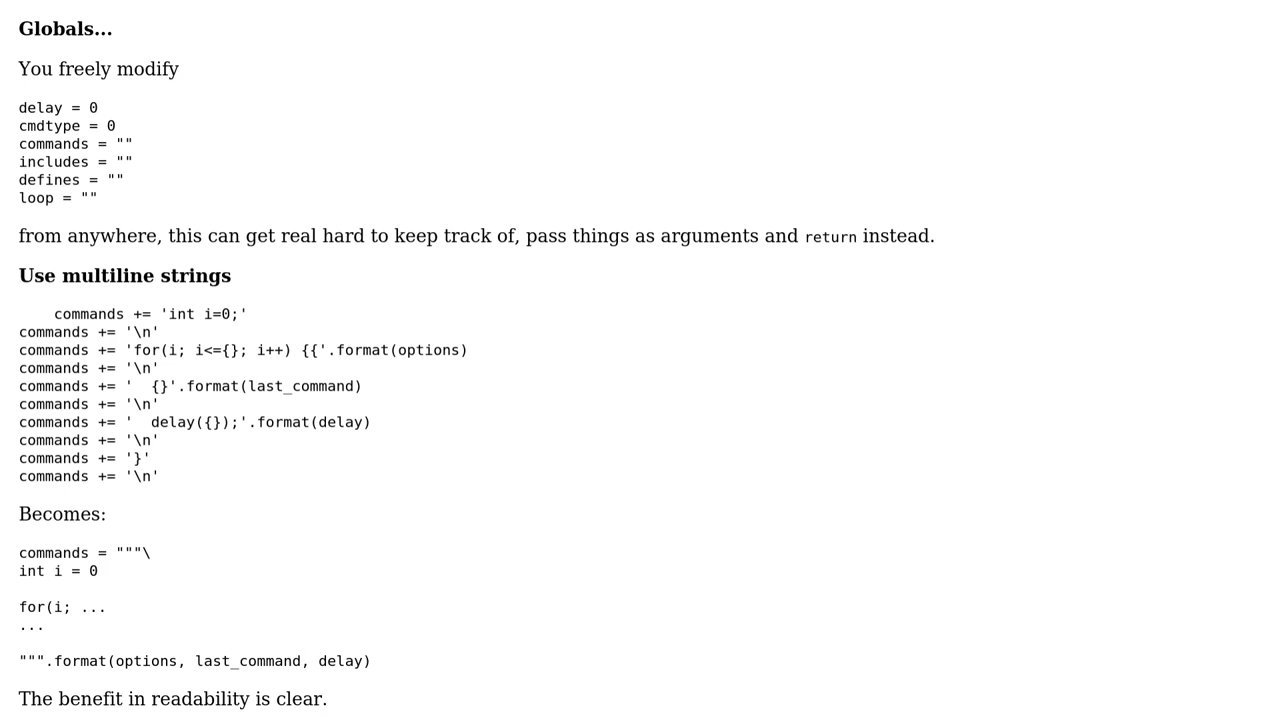 Globals...
You freely modify
delay = 0
cmdtype = 0
commands = ""
includes = ""
defines = ""
loop = ""
from anywhere, this can get real hard to keep track of, pass things as arguments and return instead.
Use multiline strings
    commands += 'int i=0;'
commands += '\n'
commands += 'for(i; i<={}; i++) {{'.format(options)
commands += '\n'
commands += '  {}'.format(last_command)
commands += '\n'
commands += '  delay({});'.format(delay)
commands += '\n'
commands += '}'
commands += '\n'
Becomes:
commands = """\
int i = 0
for(i; ...
...
""".format(options, last_command, delay)
The benefit in readability is clear.